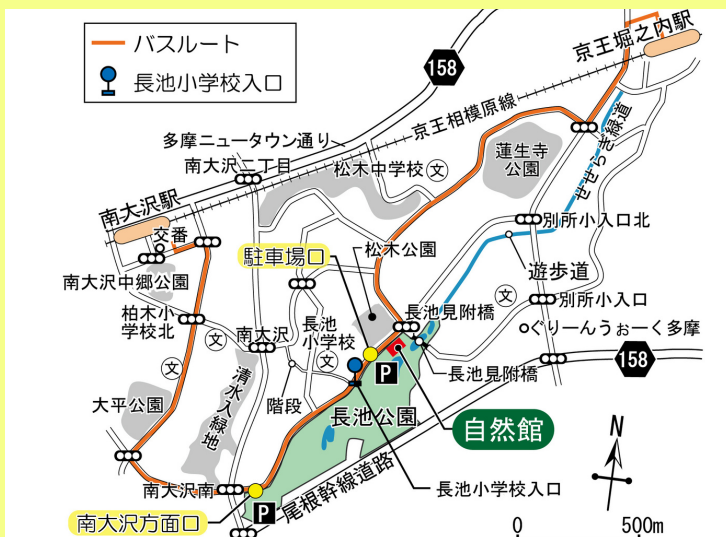 バスルート
長池小学校入口
158
京王堀之内駅
京王相模原線
多摩ニュータウン通り
南大沢二丁目
松木中学校
文
蓮生寺
公園
せせらぎ緑道
南大沢駅
交番
南大沢中郷公園
駐車場口
松木公園
別所小入口北
遊歩道
柏木小
学校北
文
南大沢
長池
小学校
文
長池見附橋
文
別所小入口
ぐりーんうぉーく多摩
文
大平公園
清水入緑地
階段
P
長池見附橋
158
長池公園
自然館
N
南大沢南
尾根幹線道路
長池小学校入口
P
南大沢方面口
0
500m